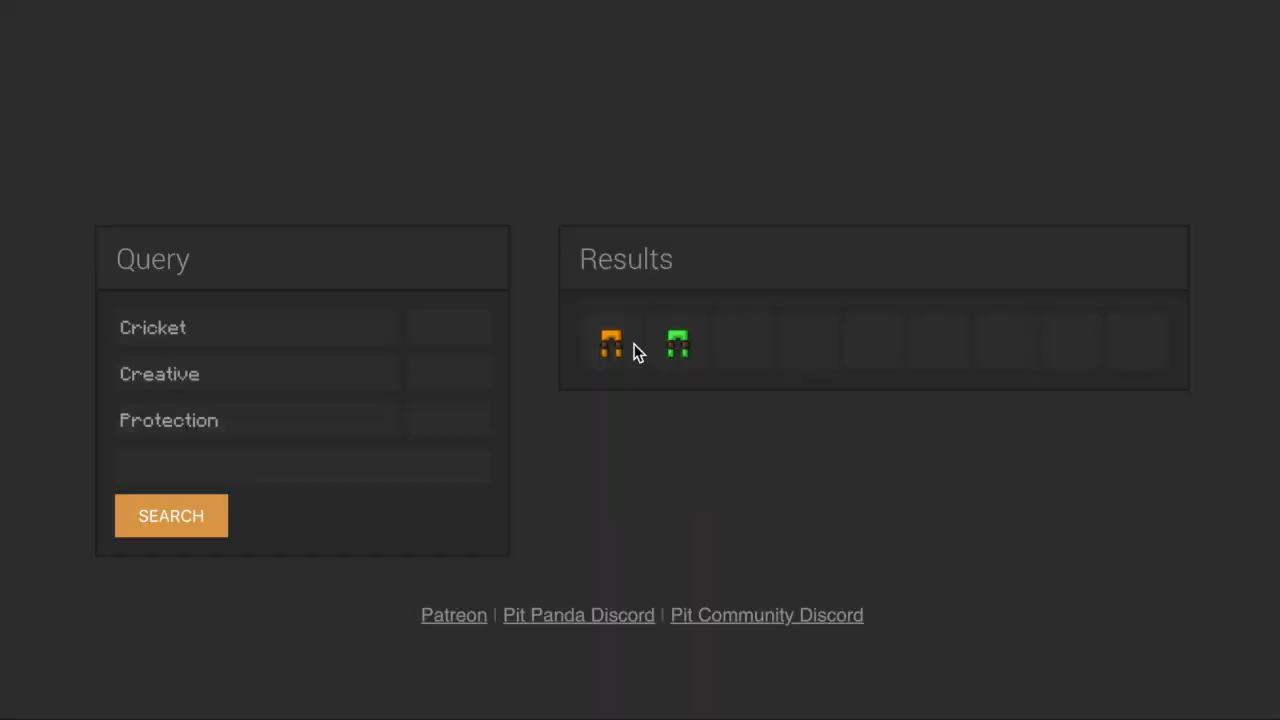 Query
Cricket
Creative
Protection
SEARCH
Results
Patreon | Pit Panda Discord | Pit Community Discord